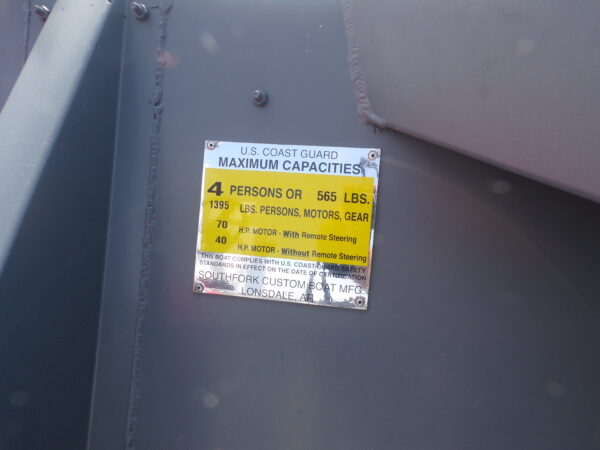 U.S. COAST GUARD
MAXIMUM CAPACITIES
4 PERSONS OR 565 LBS.
1395 LBS. PERSONS, MOTORS, GEAR
70 H.P. MOTOR - With Remote Steering
40 H.P. MOTOR - Without Remote Steering
THIS BOAT COMPLIES WITH U.S. COAST GUARD SAFETY
STANDARDS IN EFFECT ON THE DATE OF CERTIFICATION
SOUTHFORK CUSTOM BOAT MFG.
LONSDALE, AR